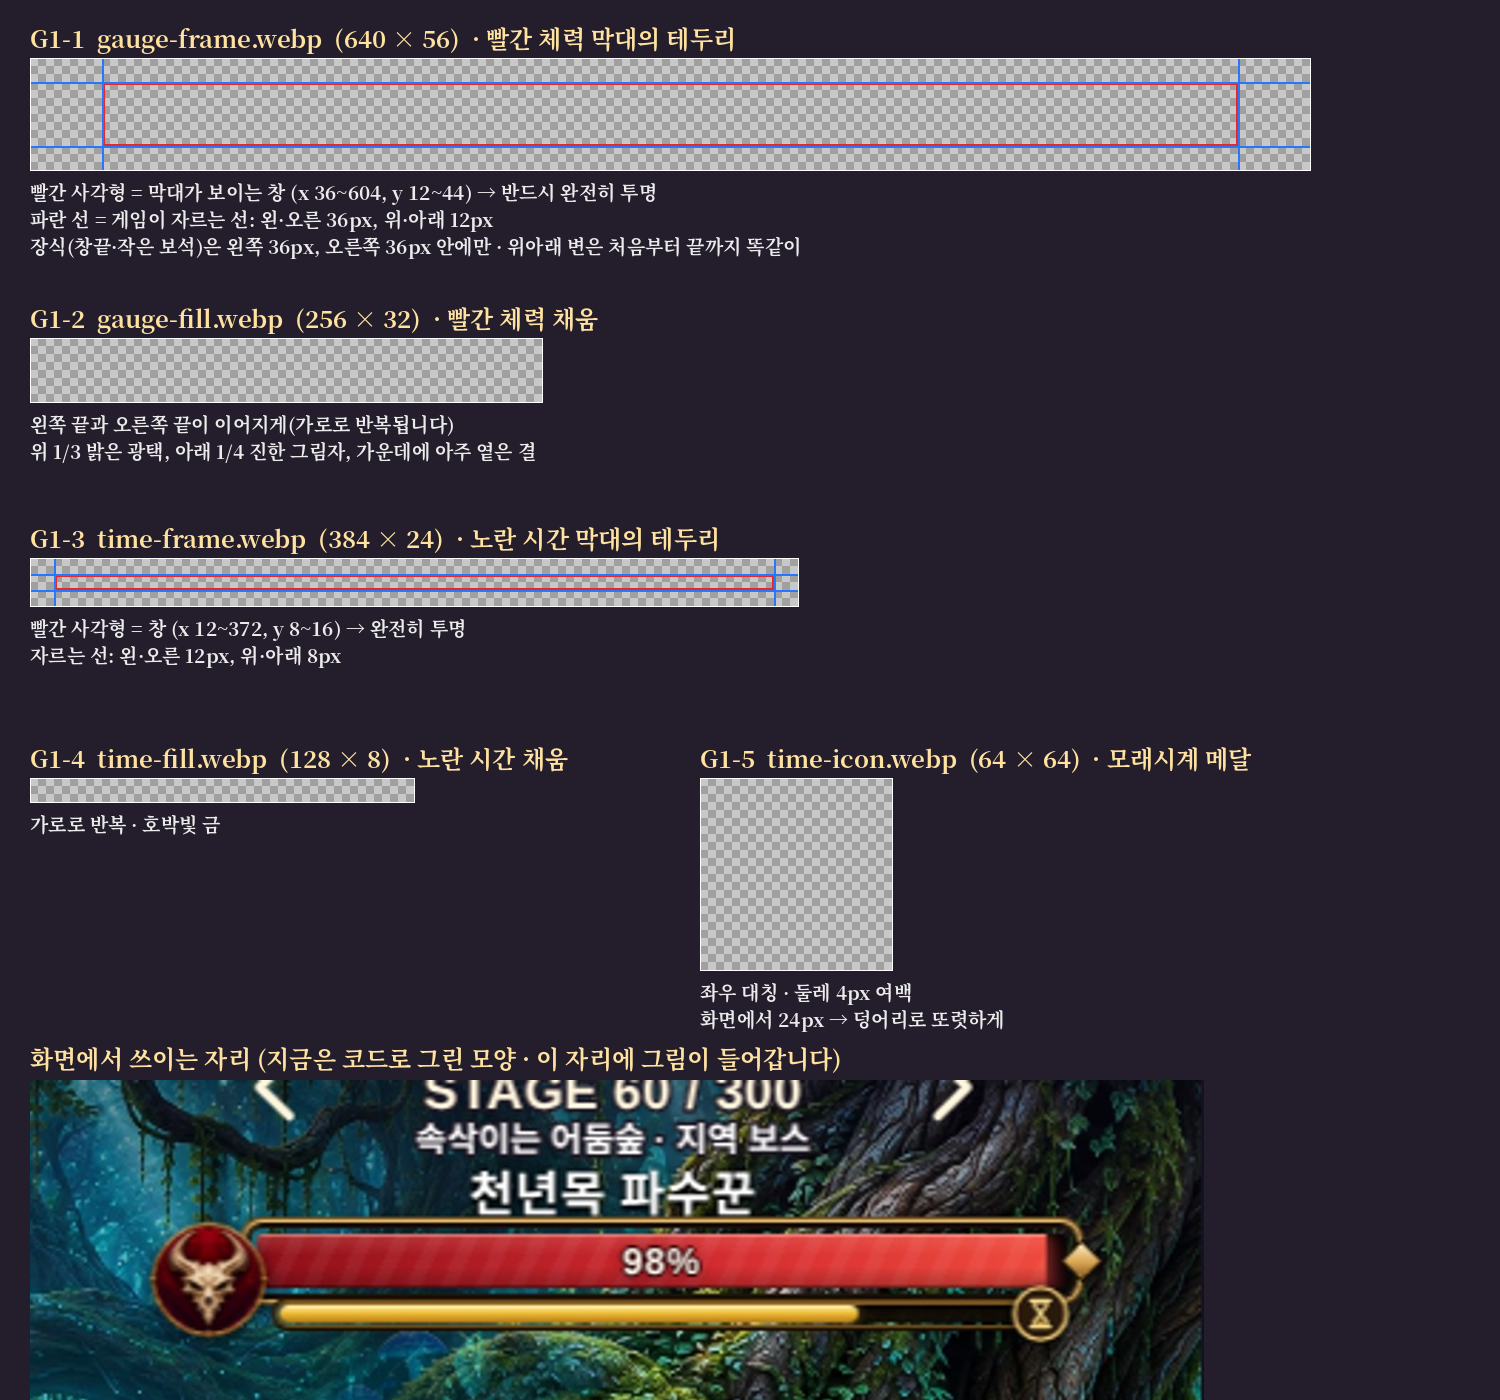 G1-1 gauge-frame.webp (640 × 56) · 빨간 체력 막대의 테두리
빨간 사각형 = 막대가 보이는 창 (x 36~604, y 12~44) → 반드시 완전히 투명
파란 선 = 게임이 자르는 선: 왼·오른 36px, 위·아래 12px
장식(창끝·작은 보석)은 왼쪽 36px, 오른쪽 36px 안에만 · 위아래 변은 처음부터 끝까지 똑같이
G1-2 gauge-fill.webp (256 × 32) · 빨간 체력 채움
왼쪽 끝과 오른쪽 끝이 이어지게(가로로 반복됩니다)
위 1/3 밝은 광택, 아래 1/4 진한 그림자, 가운데에 아주 옅은 결
G1-3 time-frame.webp (384 × 24) · 노란 시간 막대의 테두리
빨간 사각형 = 창 (x 12~372, y 8~16) → 완전히 투명
자르는 선: 왼·오른 12px, 위·아래 8px
G1-4 time-fill.webp (128 × 8) · 노란 시간 채움
가로로 반복 · 호박빛 금
G1-5 time-icon.webp (64 × 64) · 모래시계 메달
좌우 대칭 · 둘레 4px 여백
화면에서 24px → 덩어리로 또렷하게
화면에서 쓰이는 자리 (지금은 코드로 그린 모양 · 이 자리에 그림이 들어갑니다)
STAGE 60 / 300
속삭이는 어둠숲 · 지역 보스
천년목 파수꾼
98%